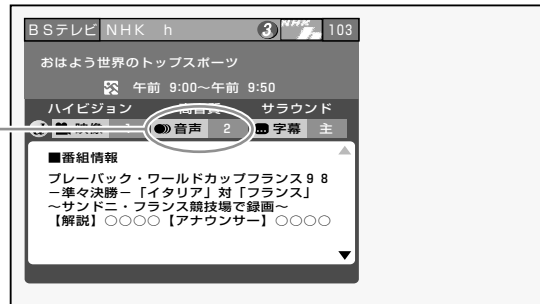 BSテレビ NHK h 3 NHK h 103
おはよう世界のトップスポーツ
午前 9:00～午前 9:50
ハイビジョン 高音質 サラウンド
映像 音声 2 字幕 主
■番組情報
プレーバック・ワールドカップフランス98
－準々決勝－「イタリア」対「フランス」
～サンドニ・フランス競技場で録画～
【解説】○○○○【アナウンサー】○○○○